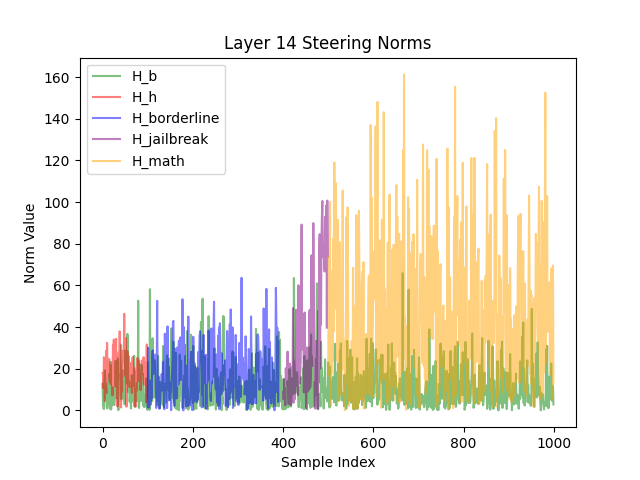 Layer 14 Steering Norms
H_b
H_h
H_borderline
H_jailbreak
H_math
Norm Value
160
140
120
100
80
60
40
20
0
0 200 400 600 800 1000
Sample Index